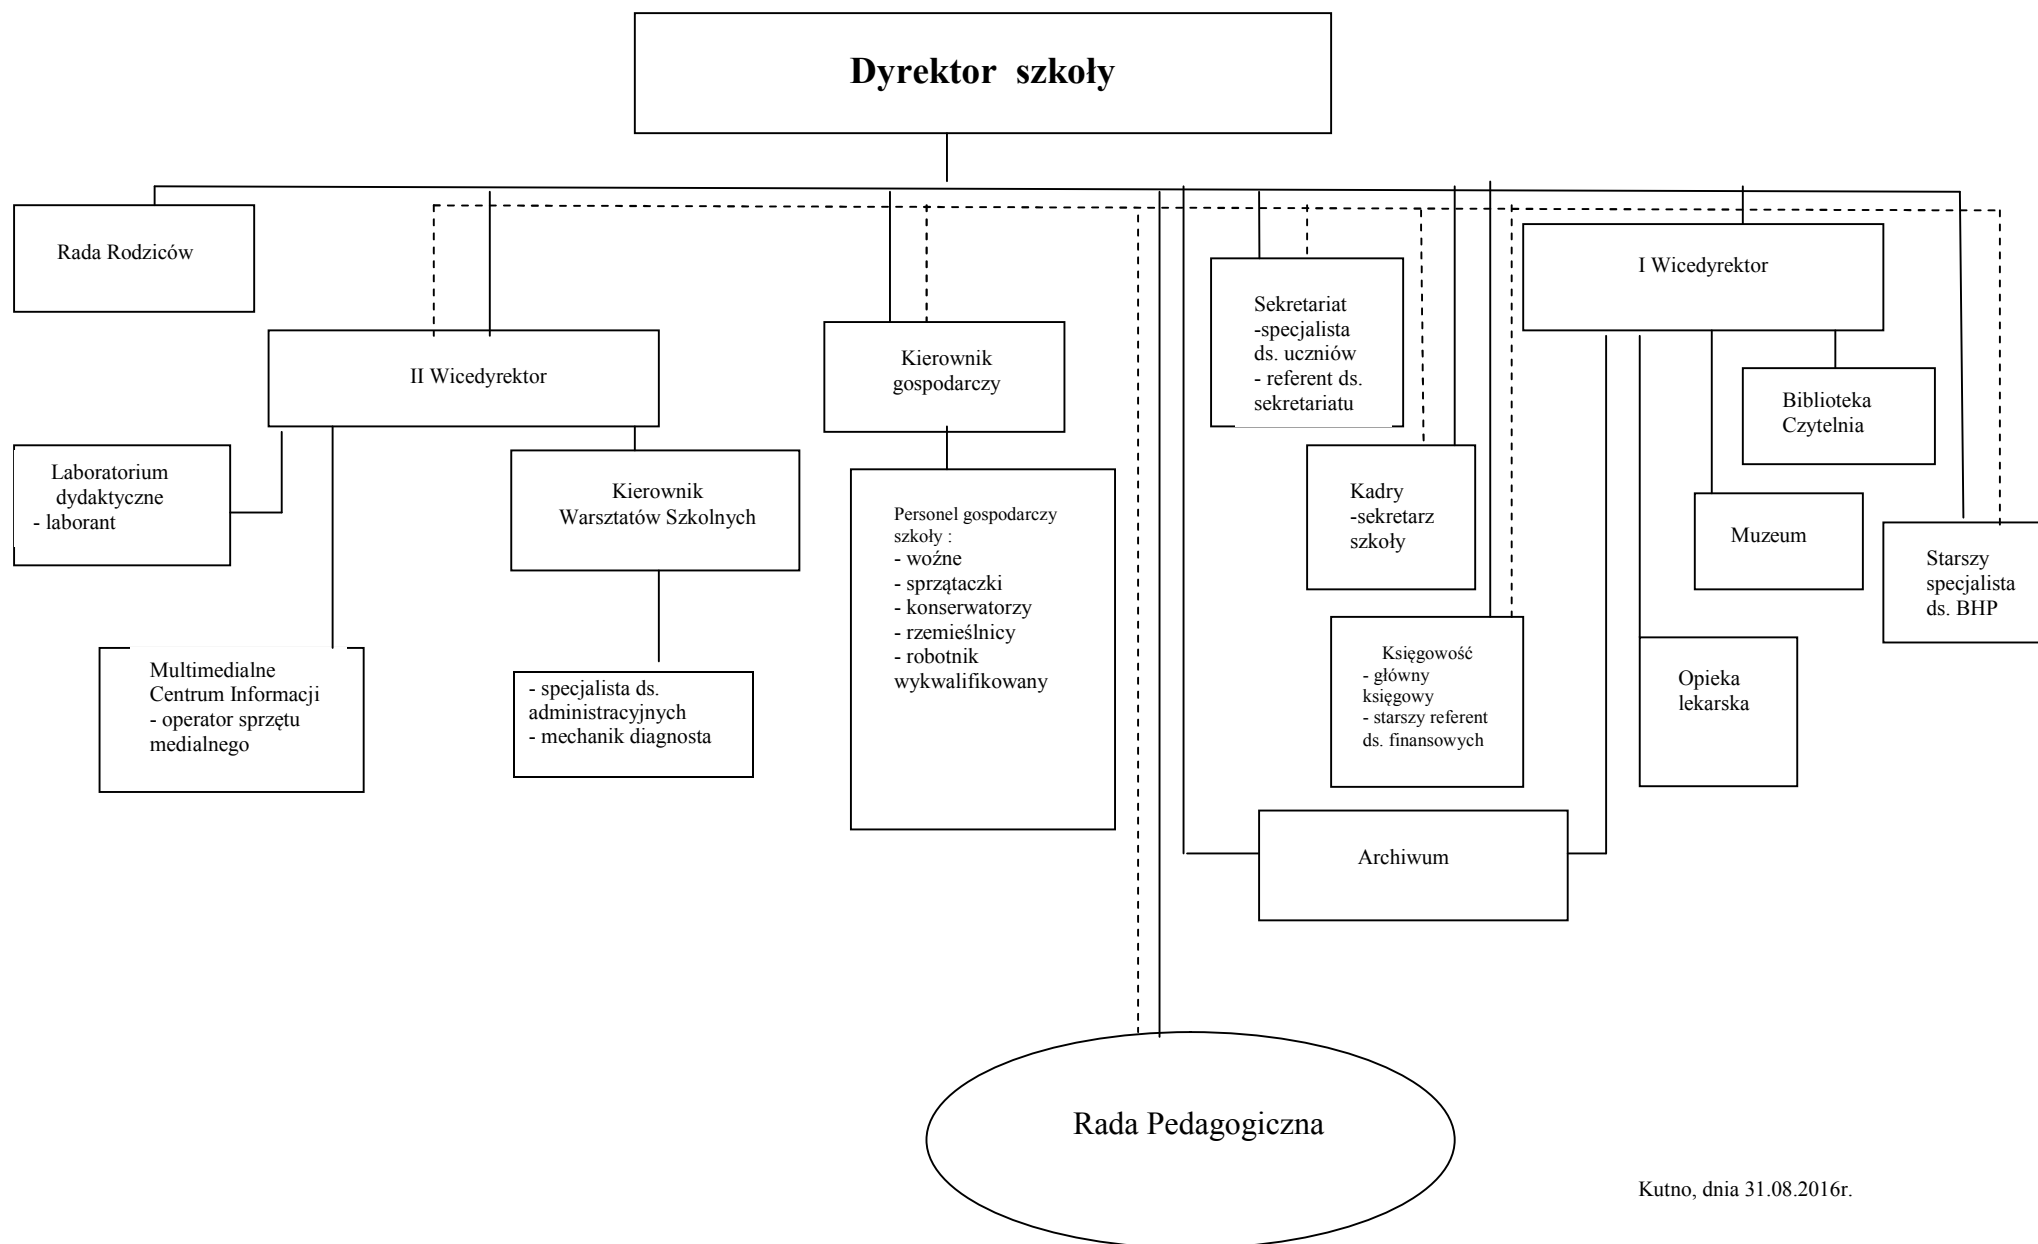 Dyrektor szkoły
Rada Rodziców
I Wicedyrektor
Sekretariat
-specjalista
ds. uczniów
- referent ds.
sekretariatu
II Wicedyrektor
Kierownik
gospodarczy
Biblioteka
Czytelnia
Laboratorium
dydaktyczne
- laborant
Kierownik
Warsztatów Szkolnych
Personel gospodarczy
szkoły :
- woźne
- sprzątaczki
- konserwatorzy
- rzemieślnicy
- robotnik
wykwalifikowany
Kadry
-sekretarz
szkoły
Muzeum
Starszy
specjalista
ds. BHP
Multimedialne
Centrum Informacji
- operator sprzętu
medialnego
- specjalista ds.
administracyjnych
- mechanik diagnosta
Księgowość
- główny
księgowy
- starszy referent
ds. finansowych
Opieka
lekarska
Archiwum
Rada Pedagogiczna
Kutno, dnia 31.08.2016r.